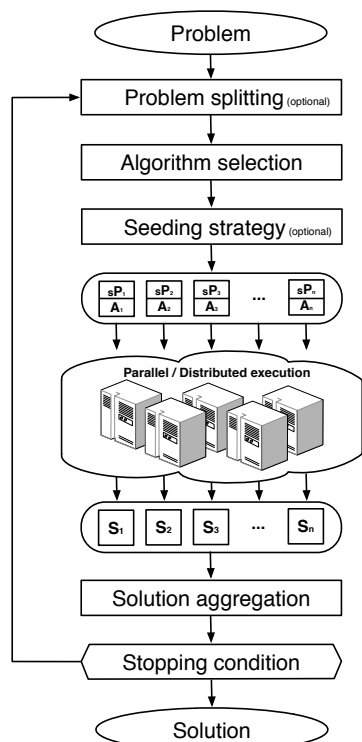 Problem
Problem splitting (optional)
Algorithm selection
Seeding strategy (optional)
sP1 sP2 sP3 ... sPn
A1 A2 A3 An
Parallel / Distributed execution
S1 S2 S3 ... Sn
Solution aggregation
Stopping condition
Solution